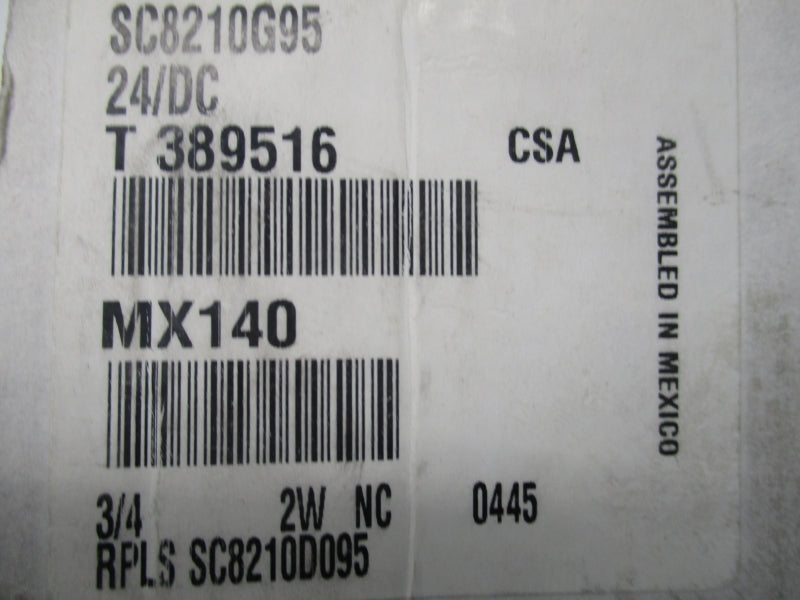 SC8210G95
24/DC
T 389516
CSA
MX140
3/4 2W NC 0445
RPLS SC8210D095
ASSEMBLED IN MEXICO